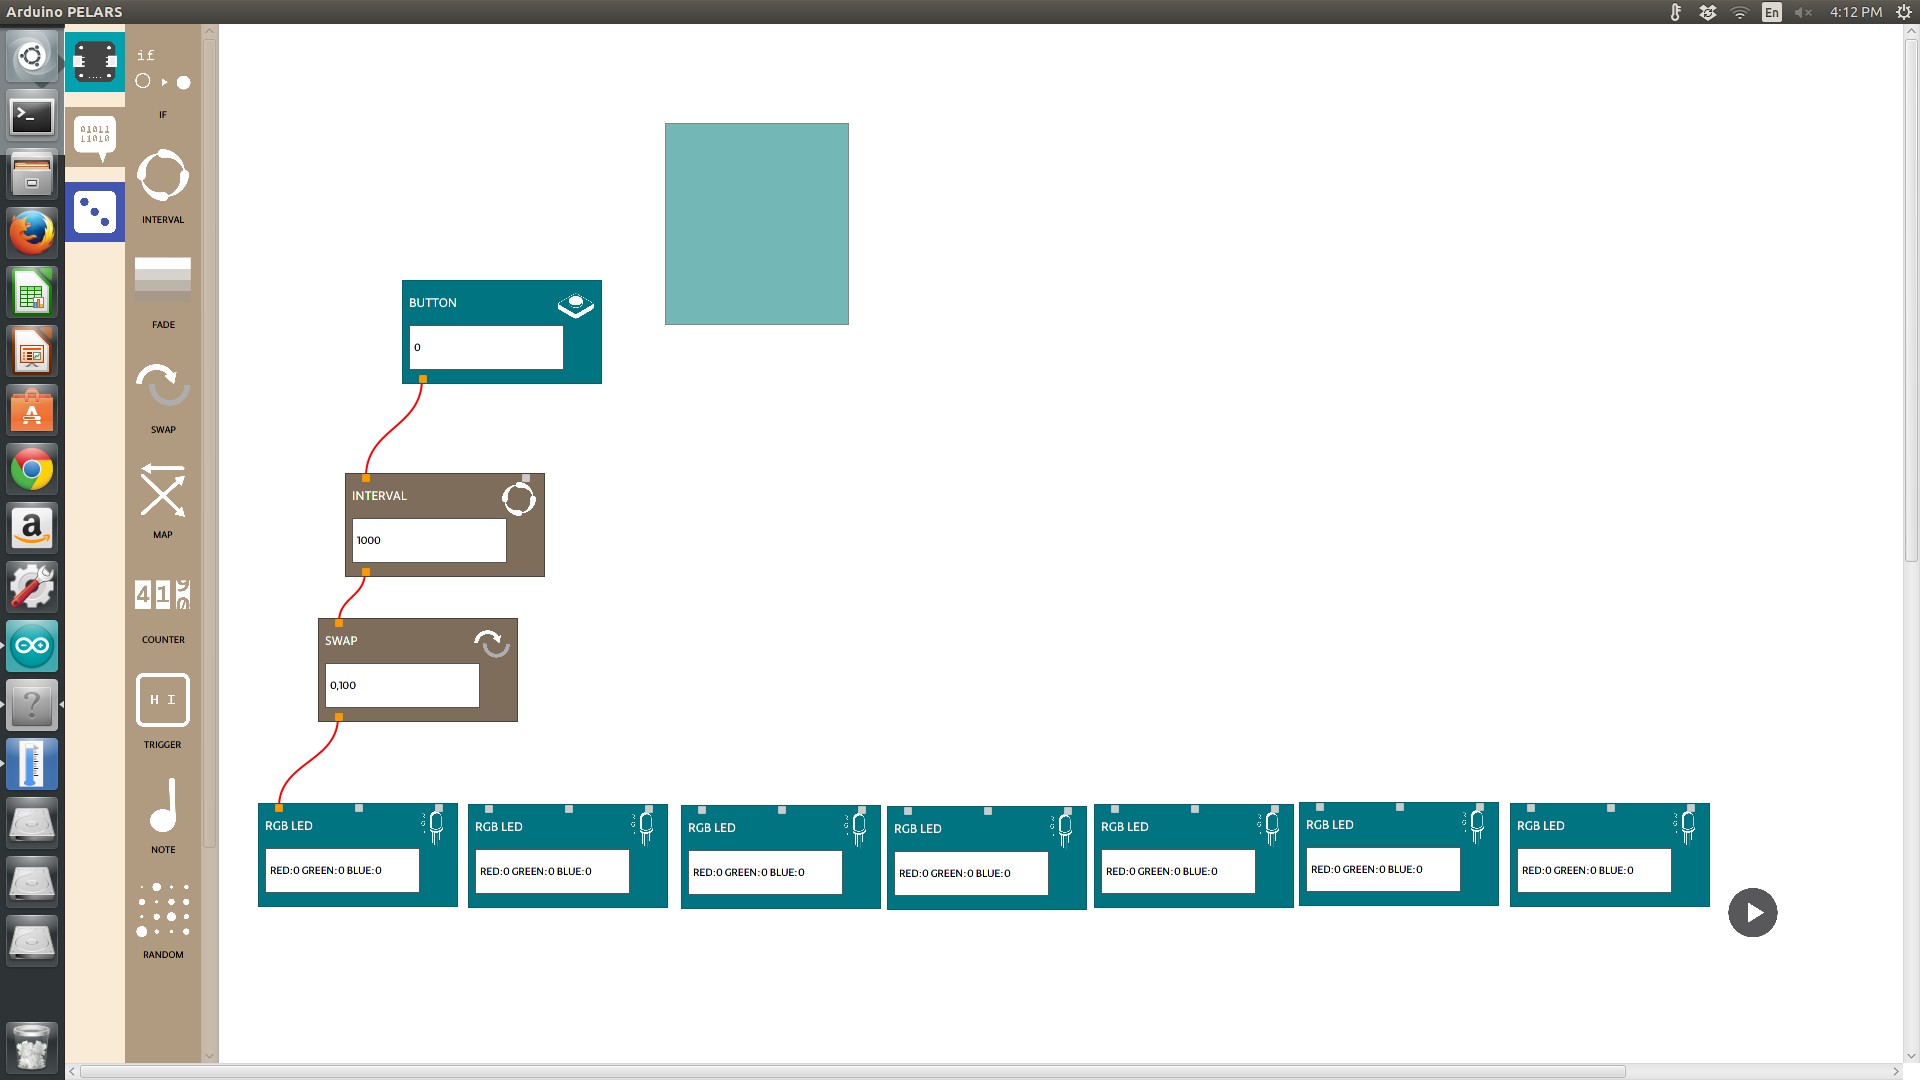 Arduino PELARS
En
4:12 PM
if
IF
01011
11010
INTERVAL
FADE
SWAP
MAP
COUNTER
H I
TRIGGER
NOTE
RANDOM
BUTTON
0
INTERVAL
1000
SWAP
0,100
RGB LED
RED:0 GREEN:0 BLUE:0
RGB LED
RED:0 GREEN:0 BLUE:0
RGB LED
RED:0 GREEN:0 BLUE:0
RGB LED
RED:0 GREEN:0 BLUE:0
RGB LED
RED:0 GREEN:0 BLUE:0
RGB LED
RED:0 GREEN:0 BLUE:0
RGB LED
RED:0 GREEN:0 BLUE:0